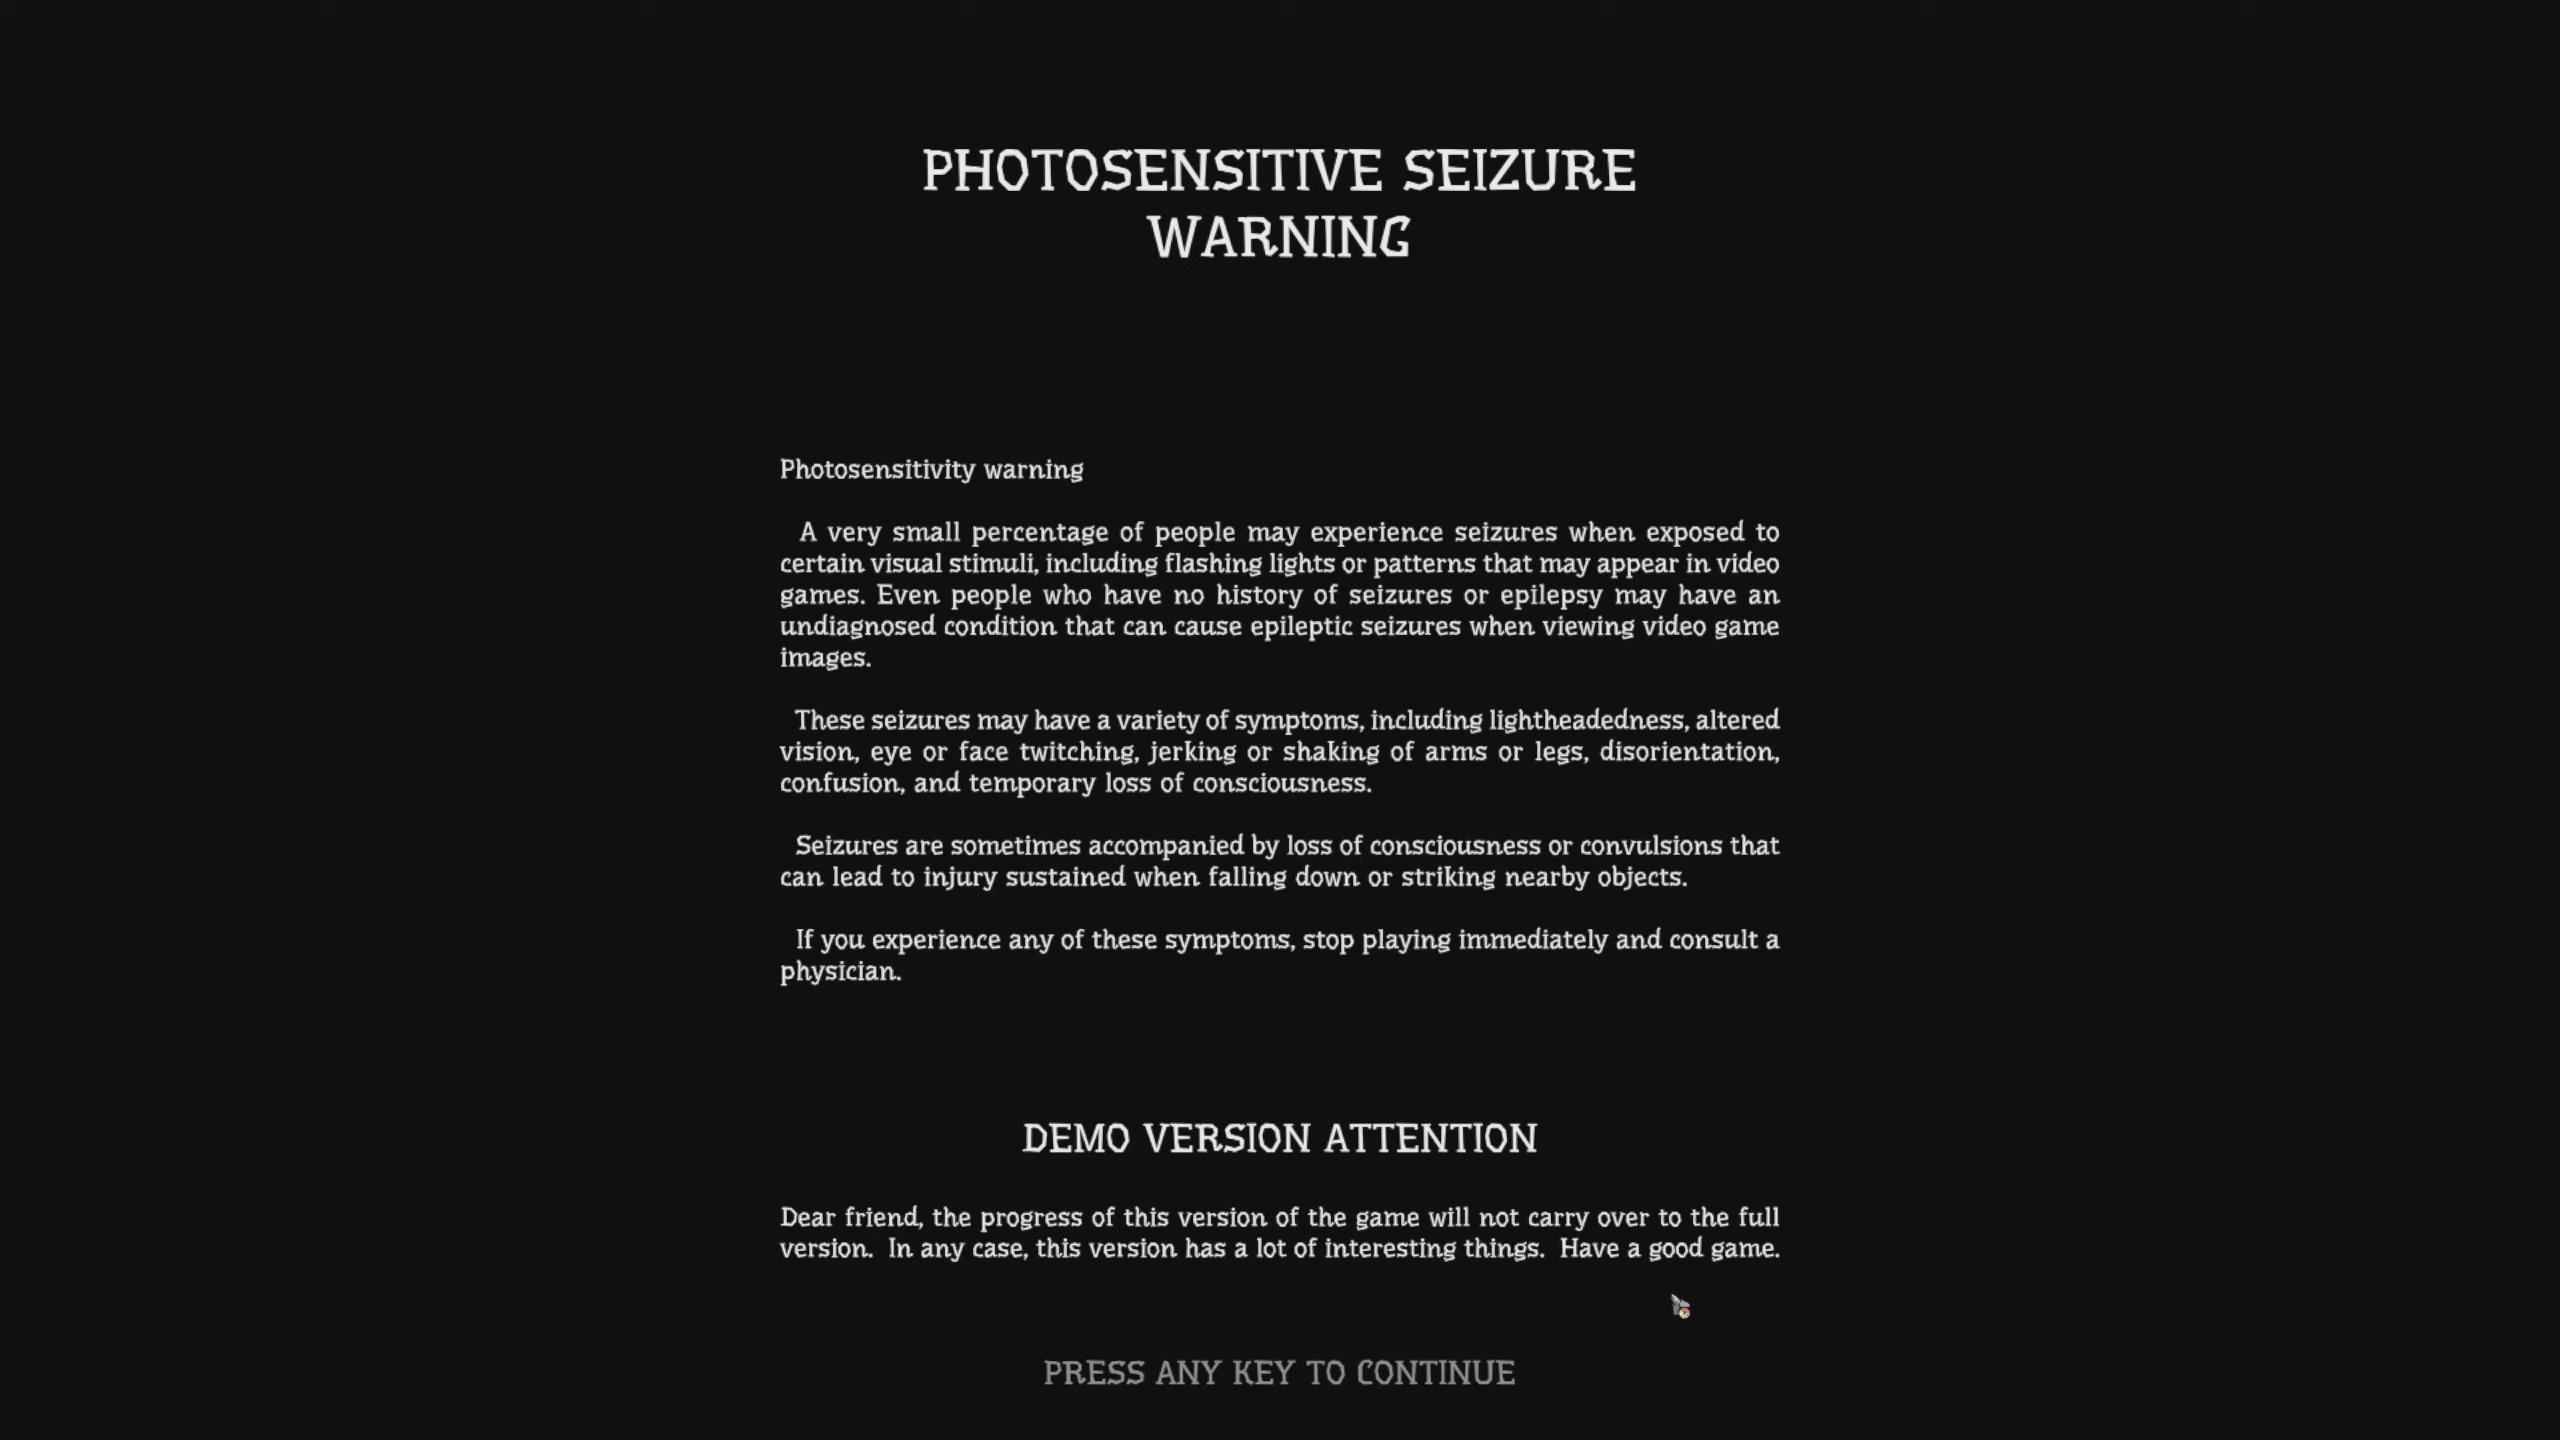 PHOTOSENSITIVE SEIZURE
WARNING
Photosensitivity warning
A very small percentage of people may experience seizures when exposed to
certain visual stimuli, including flashing lights or patterns that may appear in video
games. Even people who have no history of seizures or epilepsy may have an
undiagnosed condition that can cause epileptic seizures when viewing video game
images.
These seizures may have a variety of symptoms, including lightheadedness, altered
vision, eye or face twitching, jerking or shaking of arms or legs, disorientation,
confusion, and temporary loss of consciousness.
Seizures are sometimes accompanied by loss of consciousness or convulsions that
can lead to injury sustained when falling down or striking nearby objects.
If you experience any of these symptoms, stop playing immediately and consult a
physician.
DEMO VERSION ATTENTION
Dear friend, the progress of this version of the game will not carry over to the full
version. In any case, this version has a lot of interesting things. Have a good game.
PRESS ANY KEY TO CONTINUE